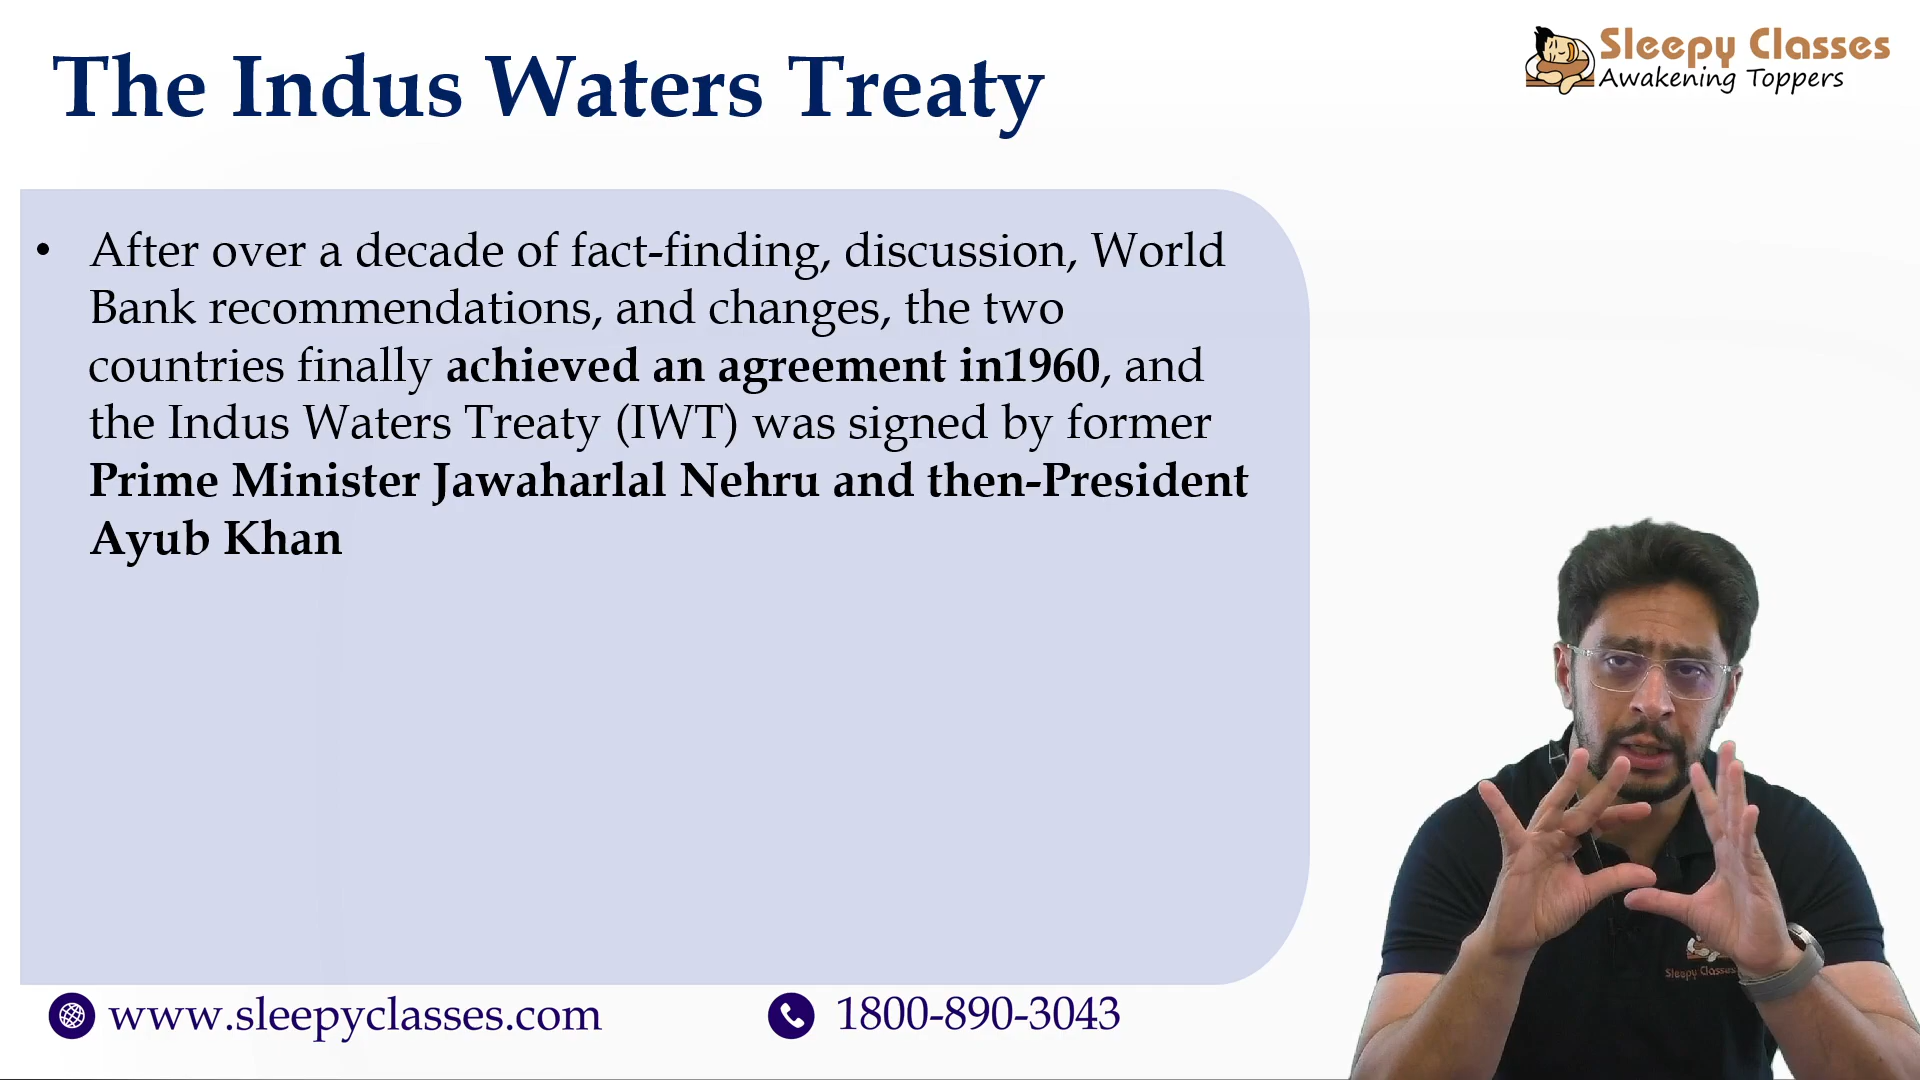 The Indus Waters Treaty
Sleepy Classes
Awakening Toppers
• After over a decade of fact-finding, discussion, World
Bank recommendations, and changes, the two
countries finally achieved an agreement in1960, and
the Indus Waters Treaty (IWT) was signed by former
Prime Minister Jawaharlal Nehru and then-President
Ayub Khan
Sleepy Classes
www.sleepyclasses.com
1800-890-3043